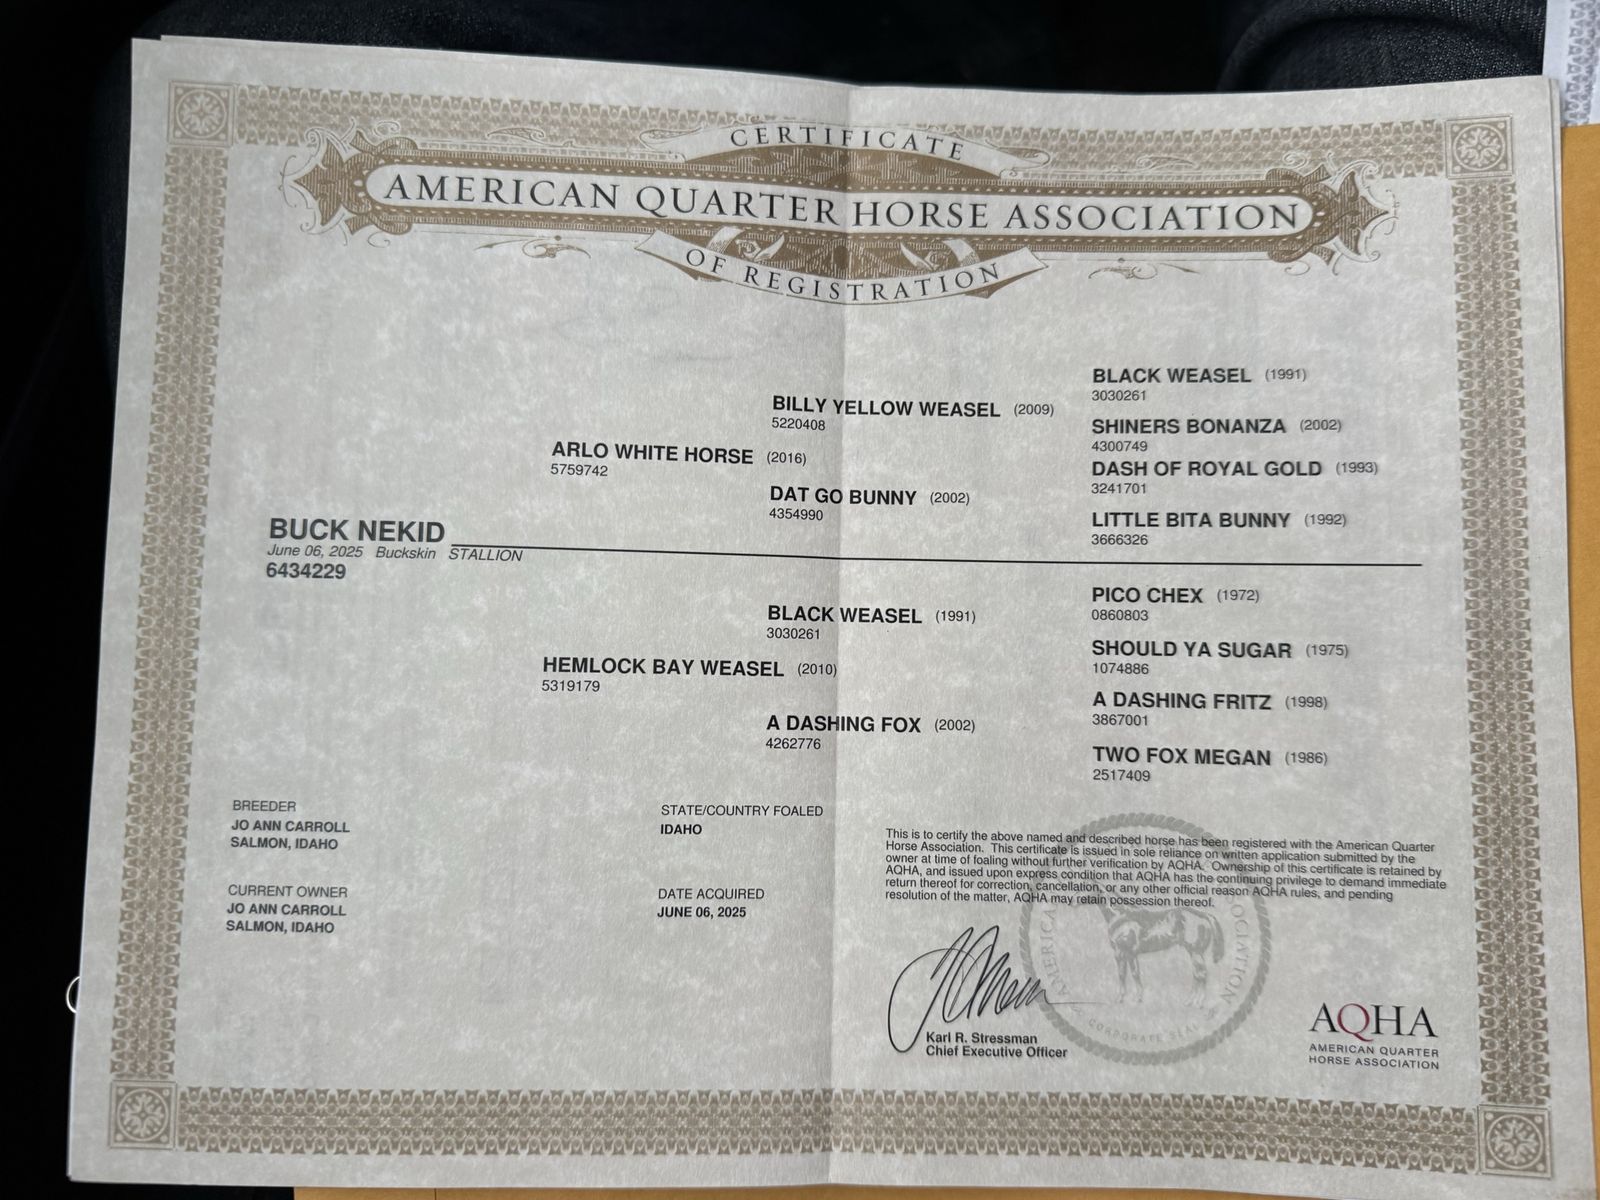 CERTIFICATE
AMERICAN QUARTER HORSE ASSOCIATION
OF REGISTRATION
BLACK WEASEL (1991)
3030261
BILLY YELLOW WEASEL (2009)
5220408
SHINERS BONANZA (2002)
4300749
ARLO WHITE HORSE (2016)
5759742
DASH OF ROYAL GOLD (1993)
3241701
DAT GO BUNNY (2002)
4354990
LITTLE BITA BUNNY (1992)
3666326
BUCK NEKID
June 06, 2025 Buckskin STALLION
6434229
PICO CHEX (1972)
0860803
BLACK WEASEL (1991)
3030261
SHOULD YA SUGAR (1975)
1074886
HEMLOCK BAY WEASEL (2010)
5319179
A DASHING FRITZ (1998)
3867001
A DASHING FOX (2002)
4262776
TWO FOX MEGAN (1986)
2517409
BREEDER
JO ANN CARROLL
SALMON, IDAHO
STATE/COUNTRY FOALED
IDAHO
CURRENT OWNER
JO ANN CARROLL
SALMON, IDAHO
DATE ACQUIRED
JUNE 06, 2025
This is to certify the above named and described horse has been registered with the American Quarter
Horse Association. This certificate is issued in sole reliance on written application submitted by the
owner at time of foaling without further verification by AQHA. Ownership of this certificate is retained by
AQHA, and issued upon express condition that AQHA has the continuing privilege to demand immediate
return thereof for correction, cancellation, or any other official reason AQHA rules, and pending
resolution of the matter, AQHA may retain possession thereof.
Karl R. Stressman
Chief Executive Officer
CORPORATE SEAL
AQHA
AMERICAN QUARTER
HORSE ASSOCIATION